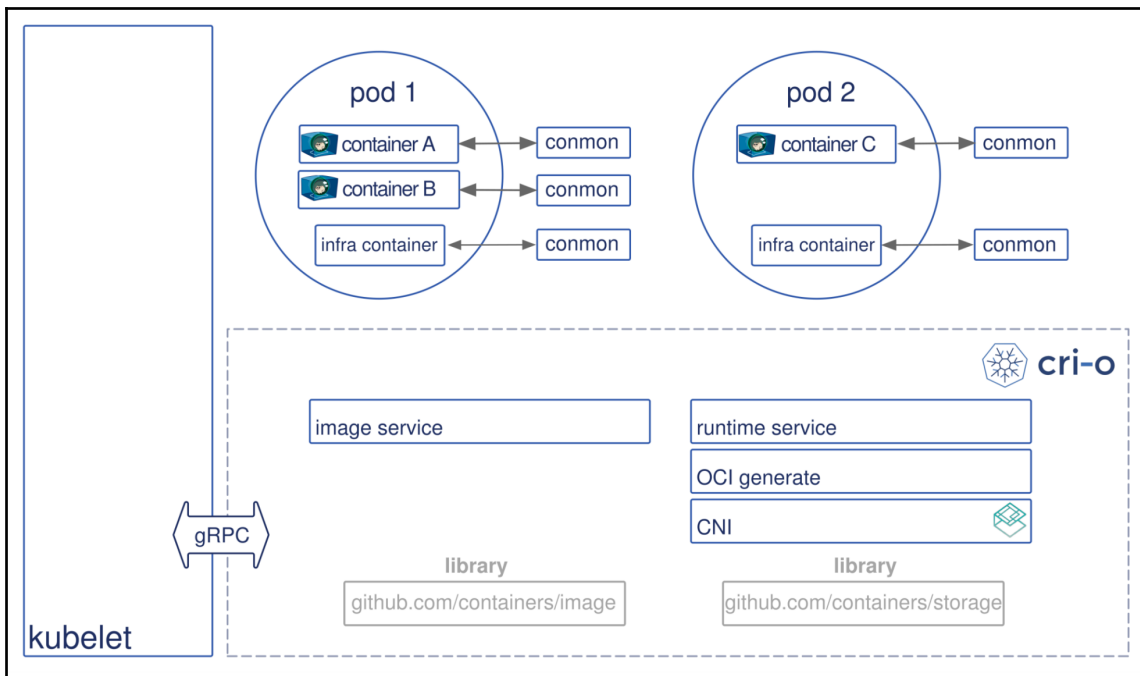 pod 1
container A
conmon
container B
conmon
infra container
conmon
pod 2
container C
conmon
infra container
conmon
cri-o
image service
runtime service
OCI generate
CNI
gRPC
library
github.com/containers/image
library
github.com/containers/storage
kubelet